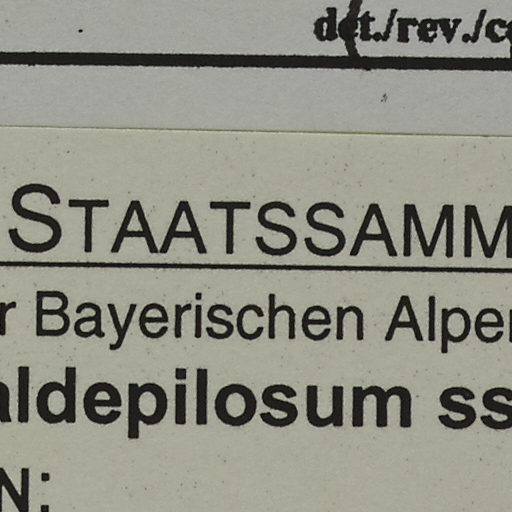 det./rev./c
STAATSSAMM
r Bayerischen Alpe
aldepilosum ss
N: